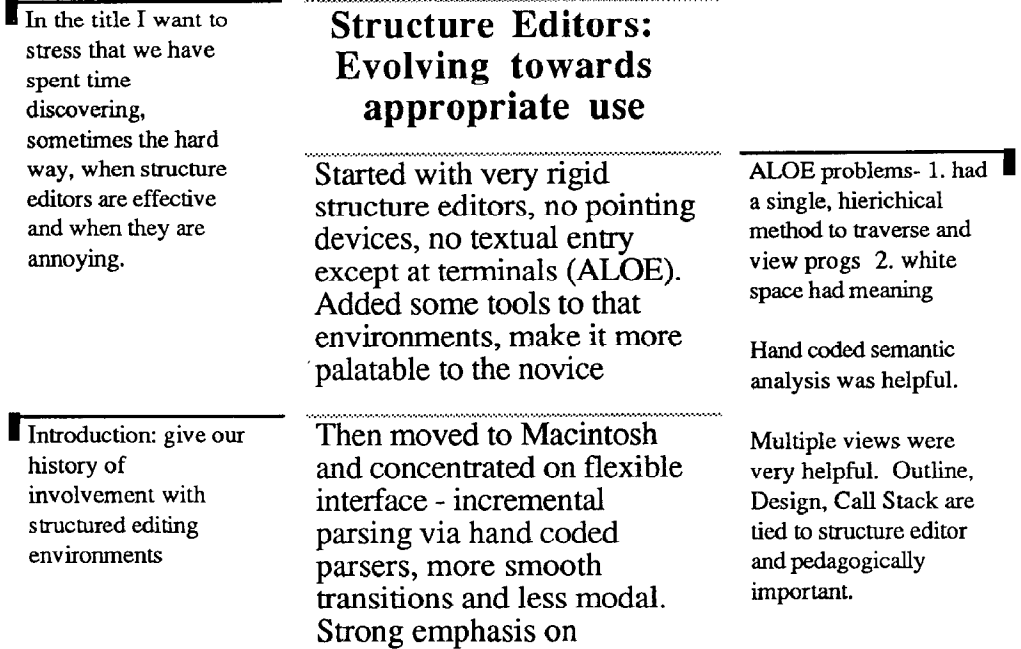 In the title I want to
stress that we have
spent time
discovering,
sometimes the hard
way, when structure
editors are effective
and when they are
annoying.
Introduction: give our
history of
involvement with
structured editing
environments
Structure Editors:
Evolving towards
appropriate use
Started with very rigid
structure editors, no pointing
devices, no textual entry
except at terminals (ALOE).
Added some tools to that
environments, make it more
palatable to the novice
Then moved to Macintosh
and concentrated on flexible
interface - incremental
parsing via hand coded
parsers, more smooth
transitions and less modal.
Strong emphasis on
ALOE problems- 1. had
a single, hierichical
method to traverse and
view progs 2. white
space had meaning
Hand coded semantic
analysis was helpful.
Multiple views were
very helpful. Outline,
Design, Call Stack are
tied to structure editor
and pedagogically
important.